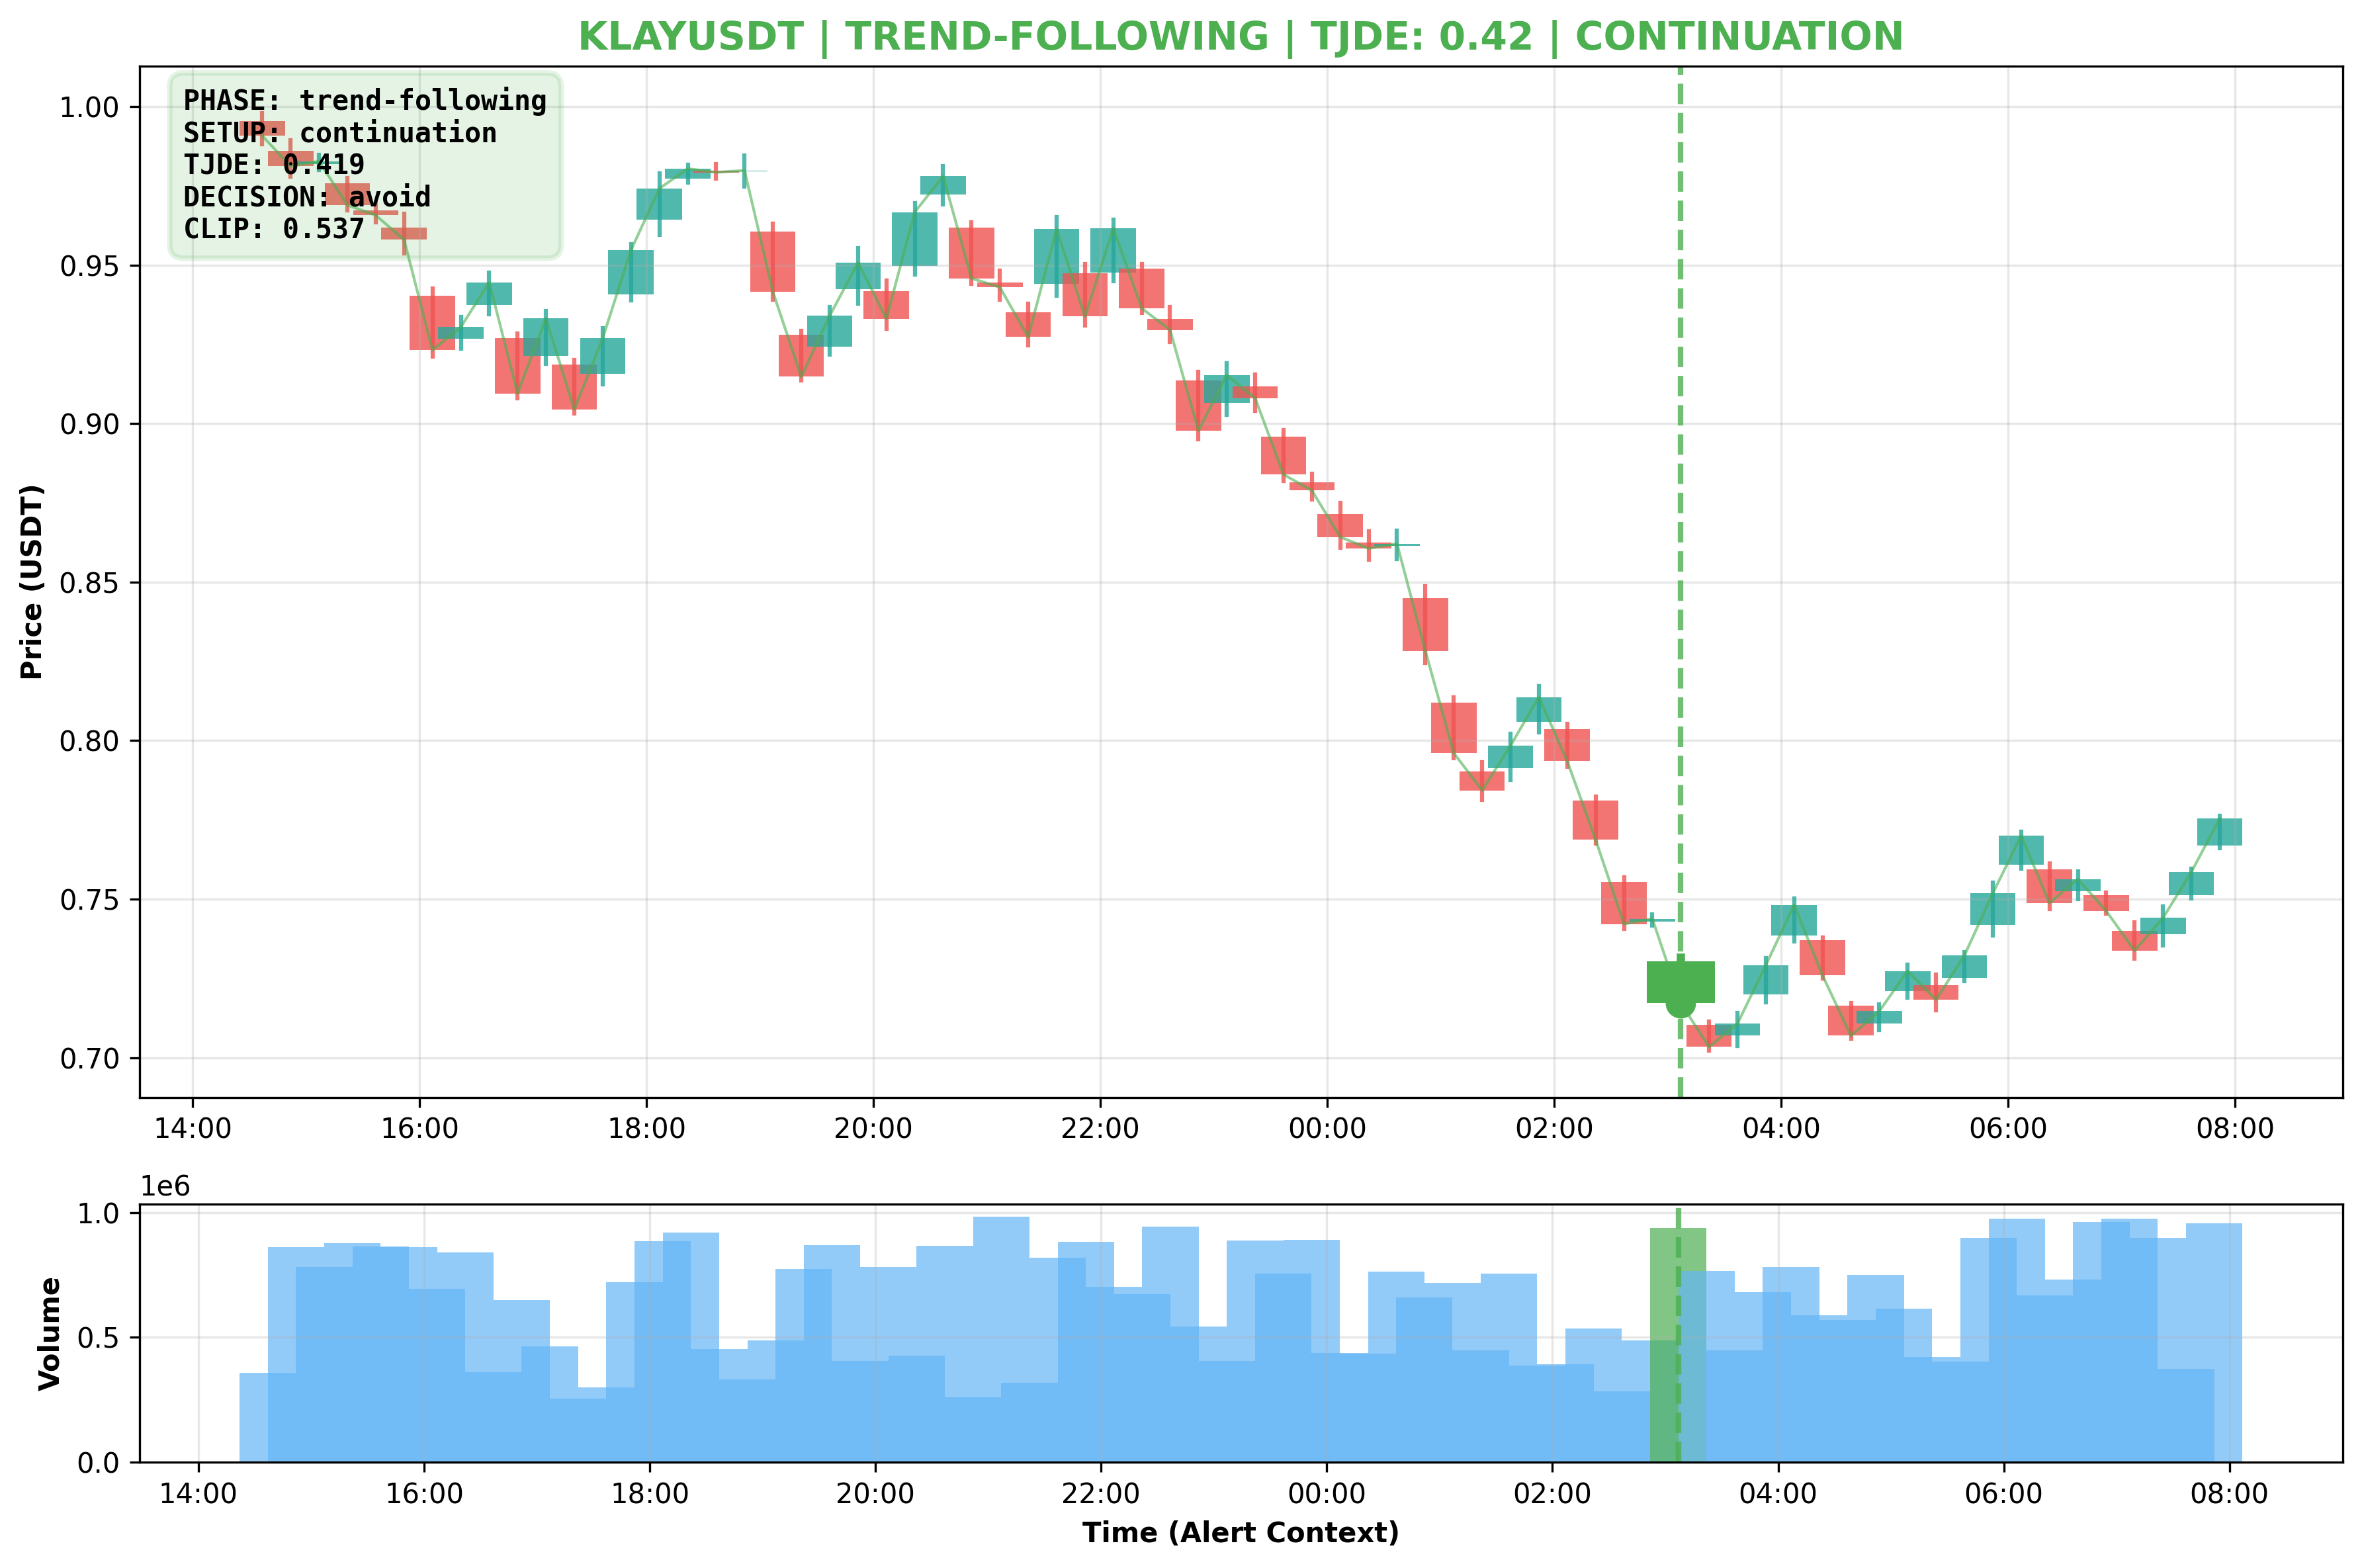 KLAYUSDT | TREND-FOLLOWING | TJDE: 0.42 | CONTINUATION
PHASE: trend-following
SETUP: continuation
TJDE: 0.419
DECISION: avoid
CLIP: 0.537
Price (USDT)
1.00
0.95
0.90
0.85
0.80
0.75
0.70
14:00 16:00 18:00 20:00 22:00 00:00 02:00 04:00 06:00 08:00
1e6
Volume
1.0
0.5
0.0
14:00 16:00 18:00 20:00 22:00 00:00 02:00 04:00 06:00 08:00
Time (Alert Context)